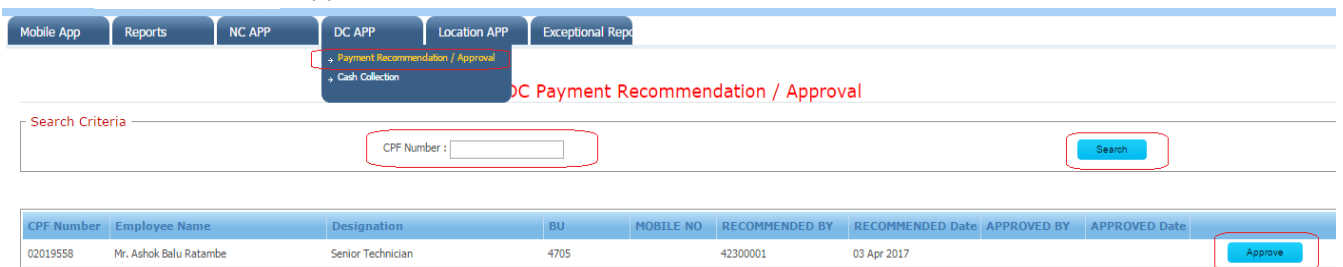 Mobile App Reports NC APP DC APP Location APP Exceptional Repo
Payment Recommendation / Approval
Cash Collection
DC Payment Recommendation / Approval
Search Criteria
CPF Number : Search
CPF Number Employee Name Designation BU MOBILE NO RECOMMENDED BY RECOMMENDED Date APPROVED BY APPROVED Date
02019558 Mr. Ashok Balu Ratambe Senior Technician 4705 42300001 03 Apr 2017 Approve